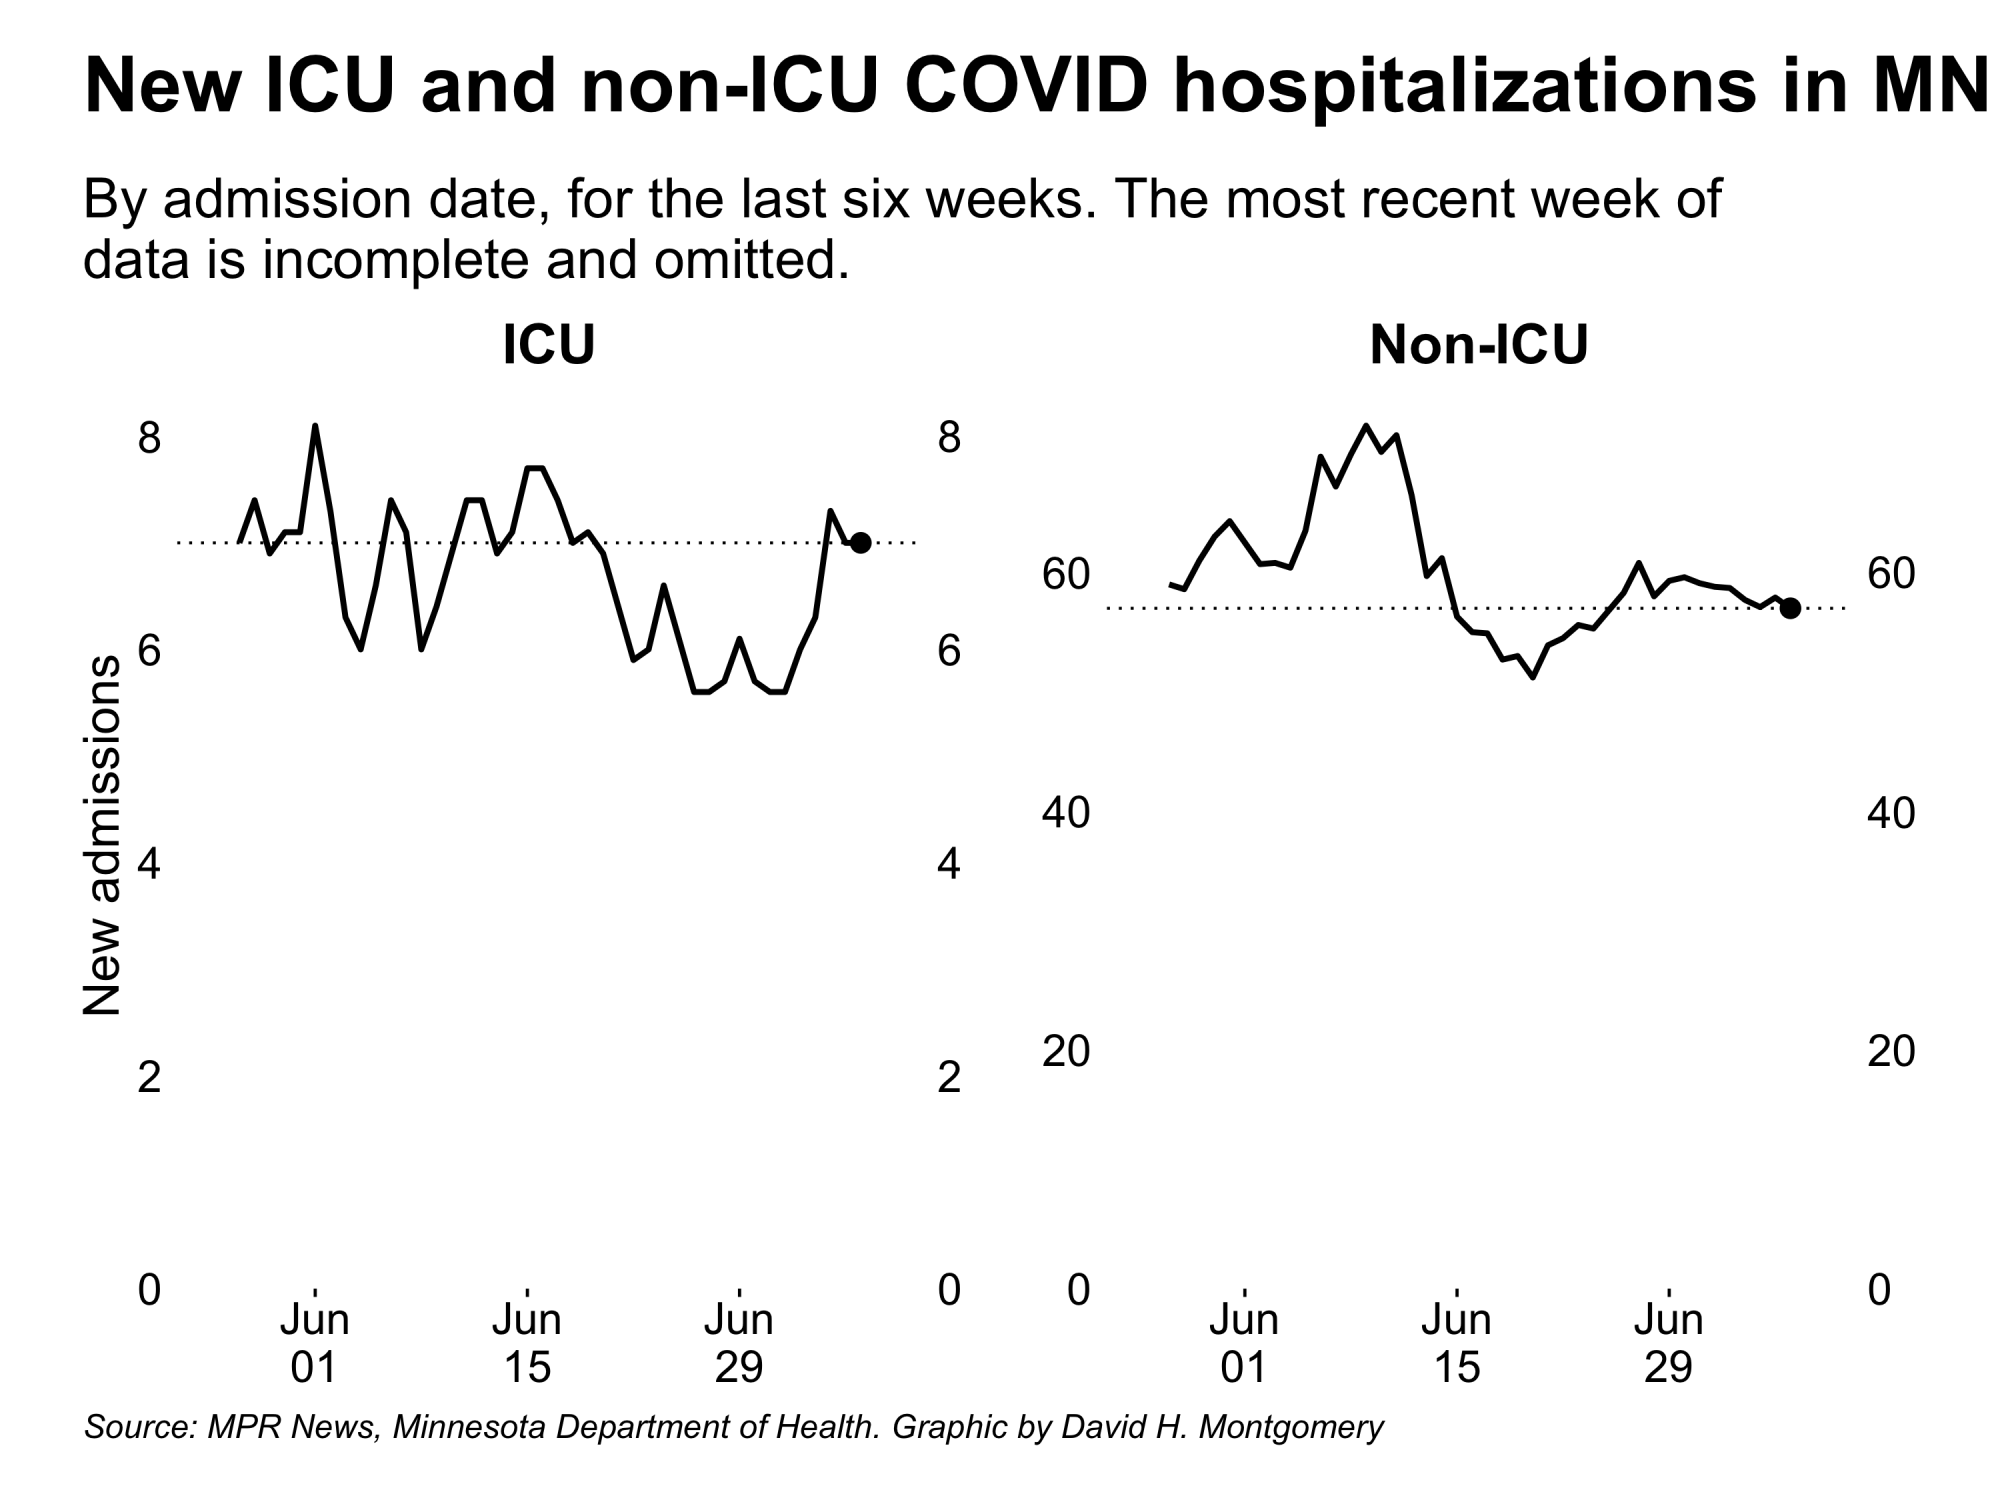 New ICU and non-ICU COVID hospitalizations in MN
By admission date, for the last six weeks. The most recent week of
data is incomplete and omitted.
ICU
New admissions
8
6
4
2
0
8
6
4
2
0
Jun
01
Jun
15
Jun
29
Non-ICU
60
40
20
0
60
40
20
0
Jun
01
Jun
15
Jun
29
Source: MPR News, Minnesota Department of Health. Graphic by David H. Montgomery